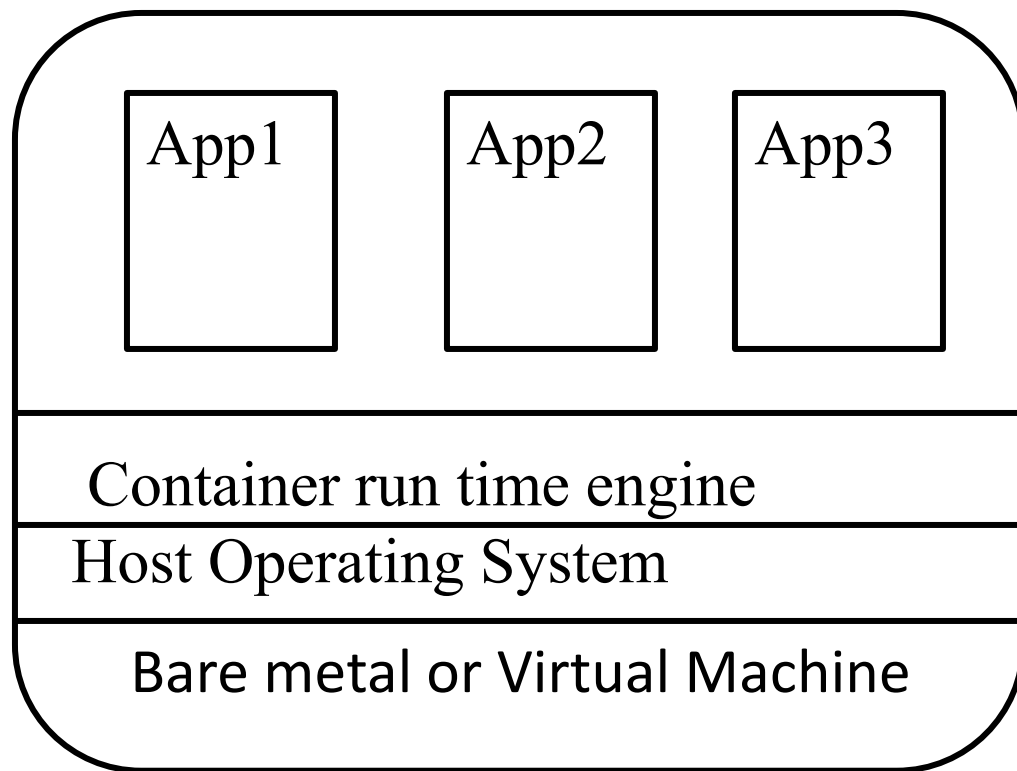 App1 App2 App3
Container run time engine
Host Operating System
Bare metal or Virtual Machine